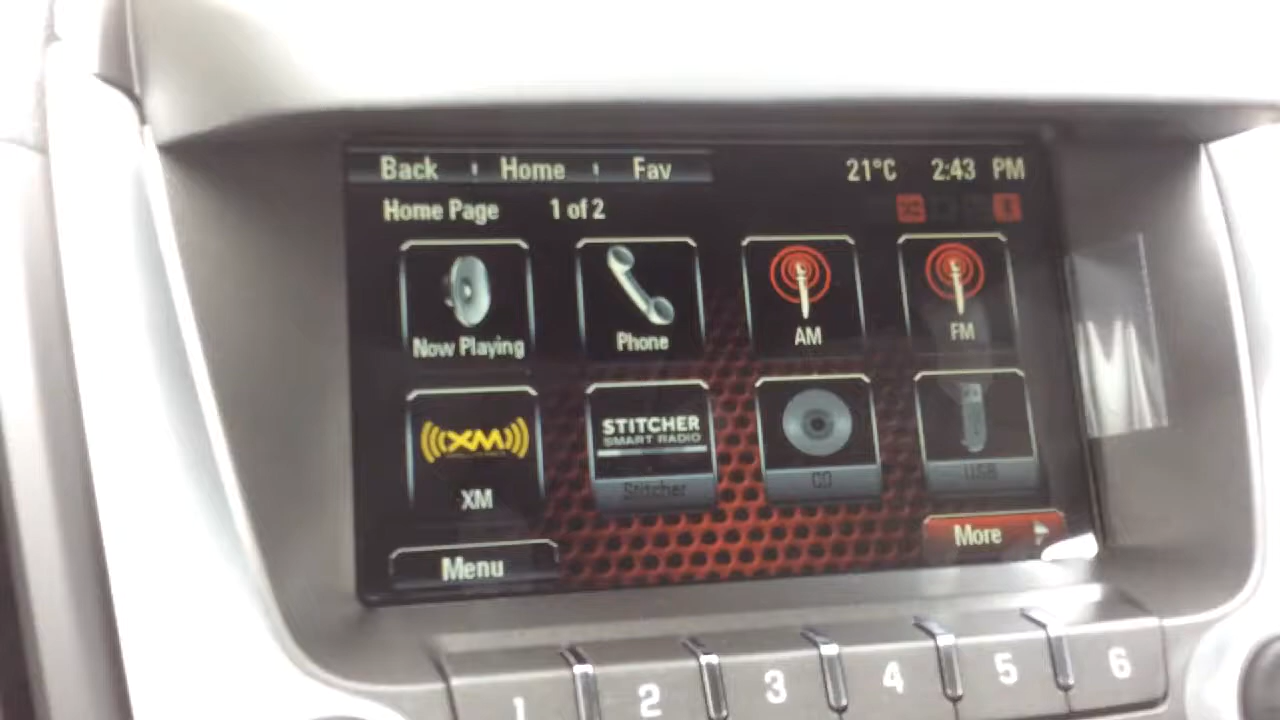 Back Home Fav 21°C 2:43 PM
Home Page 1 of 2
Now Playing Phone AM FM
XM STITCHER
SMART RADIO
XM Stitcher CD USB
Menu More
1 2 3 4 5 6